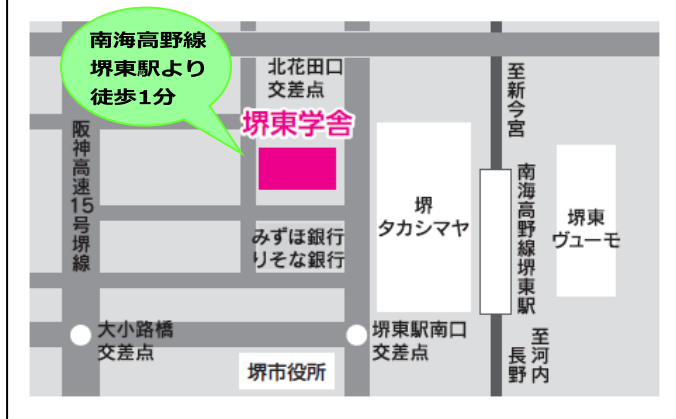 南海高野線
堺東駅より
徒歩1分
北花田口
交差点
至新今宮
堺東学舎
阪神高速15号堺線
堺
タカシマヤ
南海高野線堺東駅
堺東
ヴューモ
みずほ銀行
りそな銀行
大小路橋
交差点
堺東駅南口
交差点
至河内
長野
堺市役所